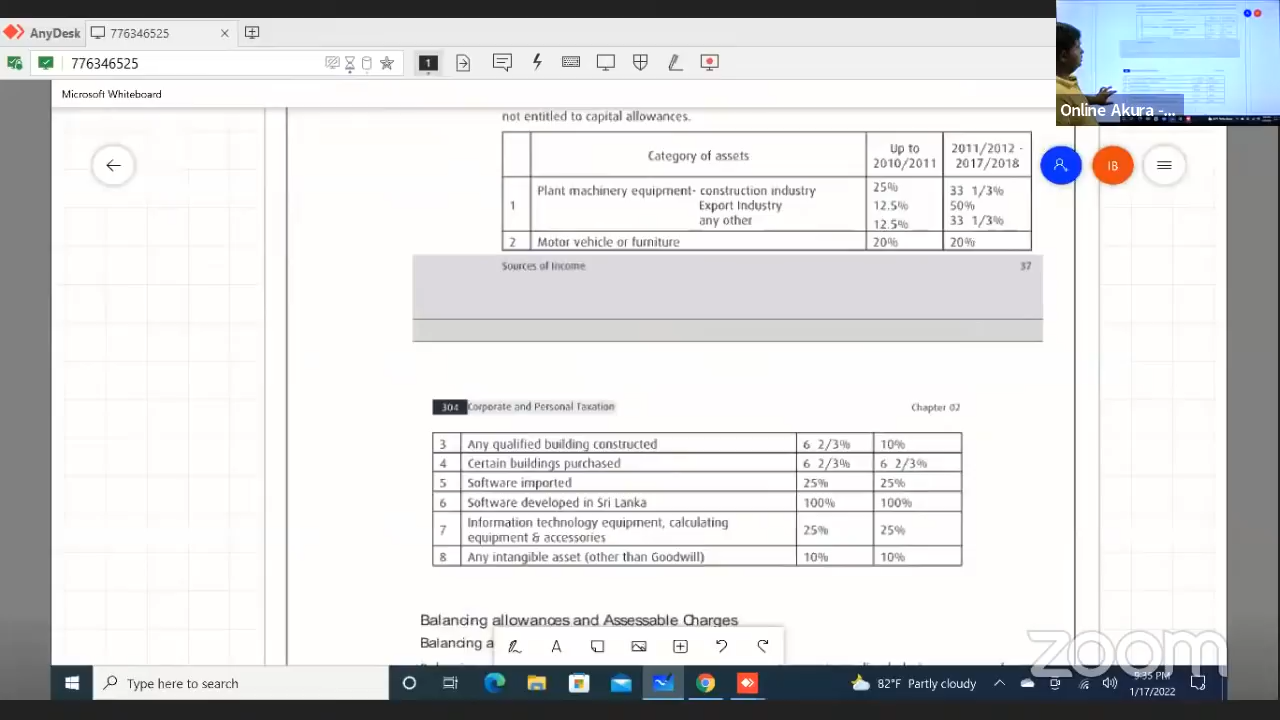 AnyDesk
776346525
776346525
1
Microsoft Whiteboard
Online Akura -...
IB
not entitled to capital allowances.
Category of assets
Up to 2010/2011
2011/2012 - 2017/2018
1
Plant machinery equipment- construction industry 25% 33 1/3%
Export Industry 12.5% 50%
any other 12.5% 33 1/3%
2 Motor vehicle or furniture 20% 20%
Sources of Income 37
304 Corporate and Personal Taxation Chapter 02
3 Any qualified building constructed 6 2/3% 10%
4 Certain buildings purchased 6 2/3% 6 2/3%
5 Software imported 25% 25%
6 Software developed in Sri Lanka 100% 100%
7 Information technology equipment, calculating
equipment & accessories 25% 25%
8 Any intangible asset (other than Goodwill) 10% 10%
Balancing allowances and Assessable Charges
Balancing a
A
zoom
Type here to search
82°F Partly cloudy
9:35 PM
1/17/2022